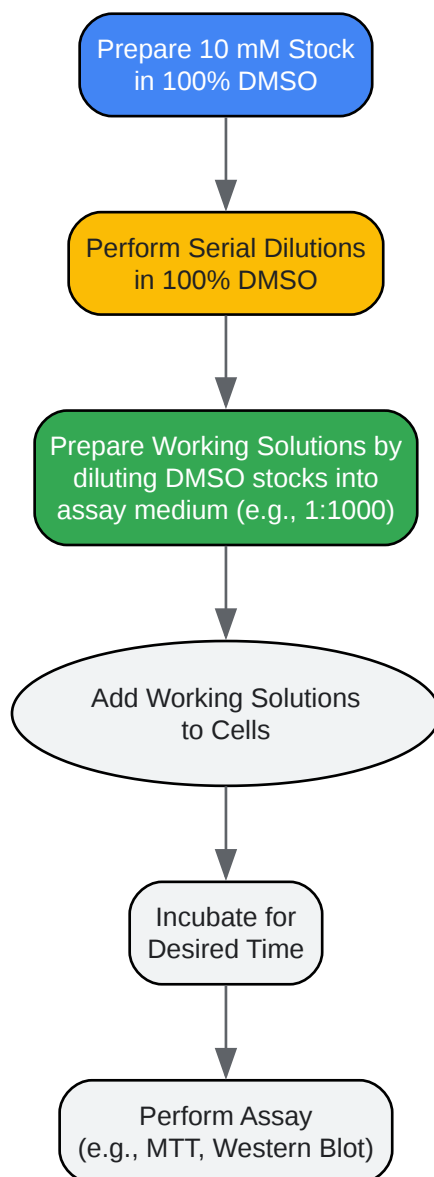 Prepare 10 mM Stock
in 100% DMSO
Perform Serial Dilutions
in 100% DMSO
Prepare Working Solutions by
diluting DMSO stocks into
assay medium (e.g., 1:1000)
Add Working Solutions
to Cells
Incubate for
Desired Time
Perform Assay
(e.g., MTT, Western Blot)